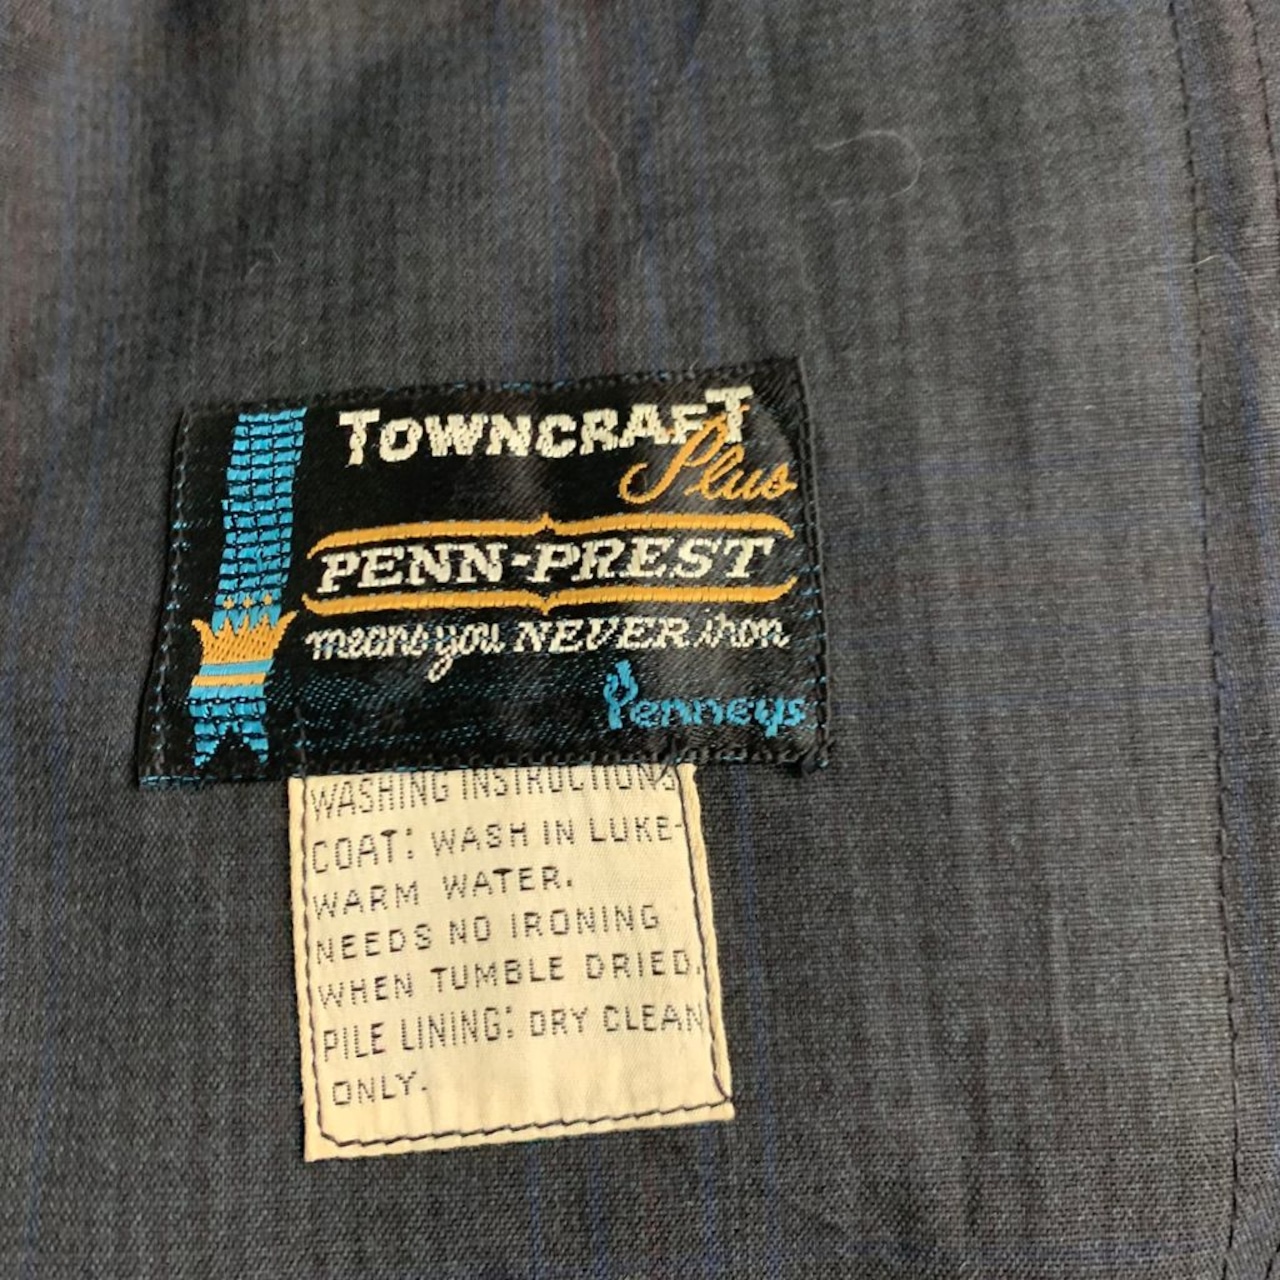 TOWNCRAFT
Plus
PENN-PREST
means you NEVER iron
Penneys
WASHING INSTRUCTIONS
COAT: WASH IN LUKE-
WARM WATER.
NEEDS NO IRONING
WHEN TUMBLE DRIED.
PILE LINING: DRY CLEAN
ONLY.